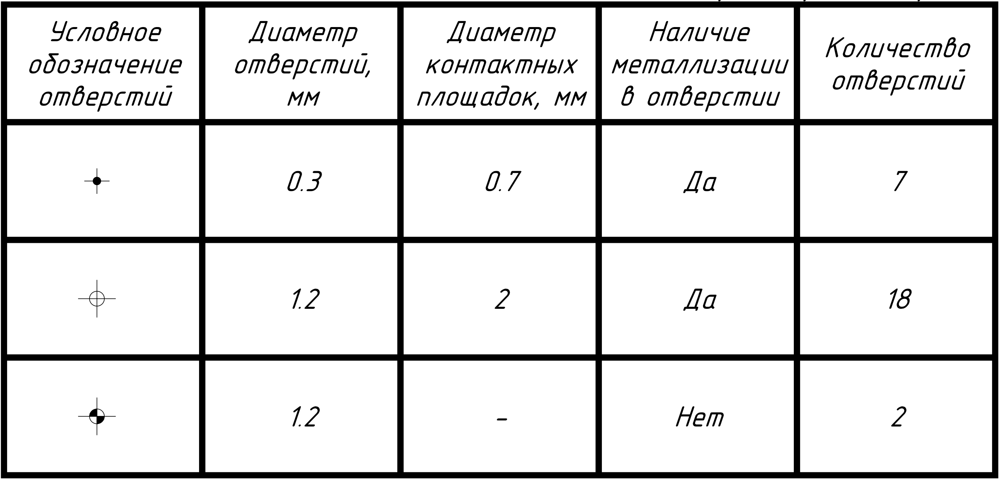 Условное
обозначение
отверстий
Диаметр
отверстий,
мм
Диаметр
контактных
площадок, мм
Наличие
металлизации
в отверстии
Количество
отверстий
0.3
0.7
Да
7
1.2
2
Да
18
1.2
-
Нет
2